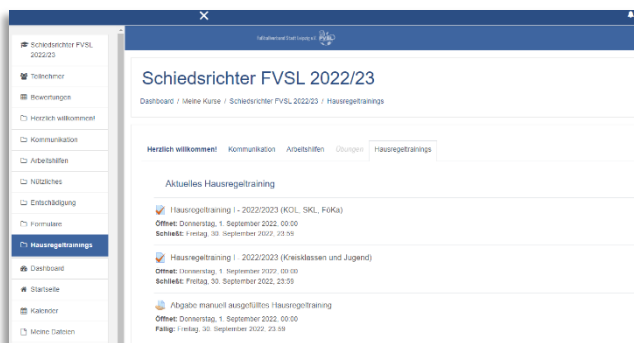 Fußballverband Stadt Leipzig e.V. FVSL
Schiedsrichter FVSL
2022/23
Teilnehmer
Bewertungen
Herzlich willkommen!
Kommunikation
Arbeitshilfen
Nützliches
Entschädigung
Formulare
Hausregeltrainings
Dashboard
Startseite
Kalender
Meine Dateien
Schiedsrichter FVSL 2022/23
Dashboard / Meine Kurse / Schiedsrichter FVSL 2022/23 / Hausregeltrainings
Herzlich willkommen! Kommunikation Arbeitshilfen Übungen Hausregeltrainings
Aktuelles Hausregeltraining
Hausregeltraining I - 2022/2023 (KOL, SKL, FöKa)
Öffnet: Donnerstag, 1. September 2022, 00:00
Schließt: Freitag, 30. September 2022, 23:59
Hausregeltraining I - 2022/2023 (Kreisklassen und Jugend)
Öffnet: Donnerstag, 1. September 2022, 00:00
Schließt: Freitag, 30. September 2022, 23:59
Abgabe manuell ausgefülltes Hausregeltraining
Öffnet: Donnerstag, 1. September 2022, 00:00
Fällig: Freitag, 30. September 2022, 23:59